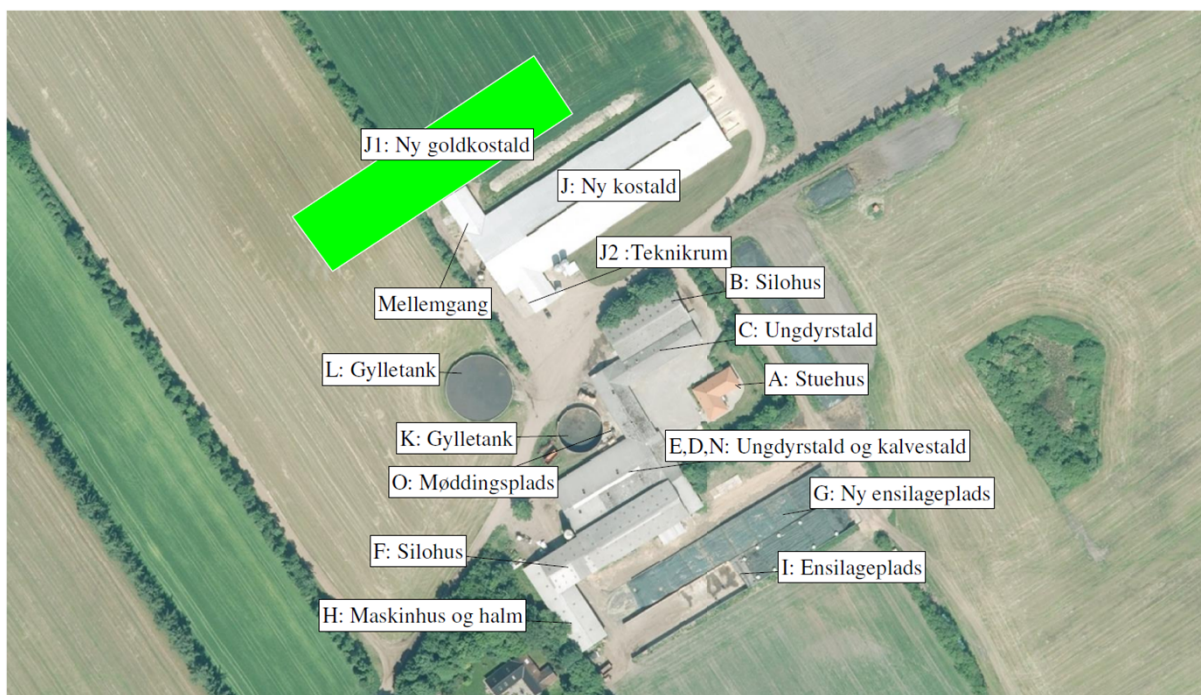 J1: Ny goldkostald
J: Ny kostald
J2 :Teknikrum
B: Silohus
Mellemgang
C: Ungdyrstald
L: Gylletank
A: Stuehus
K: Gylletank
E,D,N: Ungdyrstald og kalvestald
O: Møddingsplads
G: Ny ensilageplads
F: Silohus
I: Ensilageplads
H: Maskinhus og halm